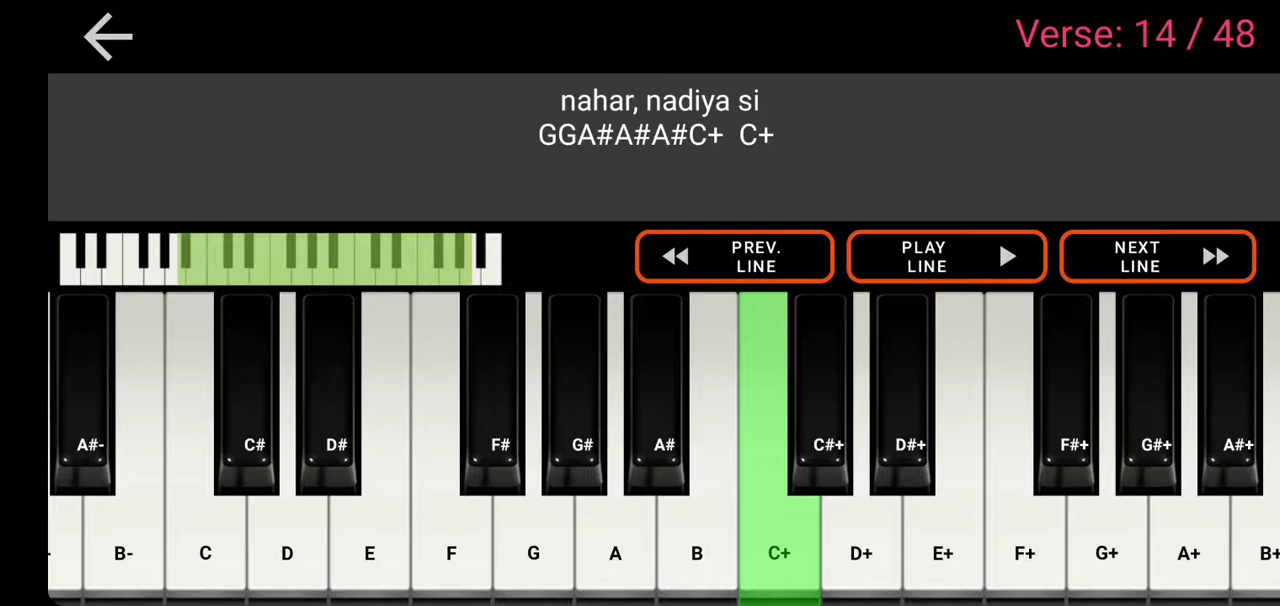 Verse: 14 / 48
nahar, nadiya si
GGA#A#A#C+  C+
PREV.
LINE
PLAY
LINE
NEXT
LINE
A#- C# D# F# G# A# C#+ D#+ F#+ G#+ A#+
B- C D E F G A B C+ D+ E+ F+ G+ A+ B+